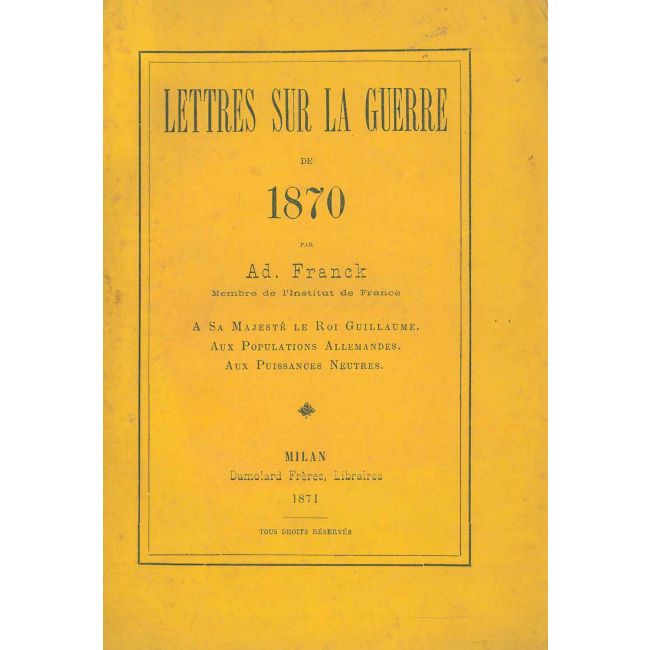 LETTRES SUR LA GUERRE
DE
1870
PAR
Ad. Franck
Membre de l'Institut de France
A SA MAJESTÉ LE ROI GUILLAUME.
AUX POPULATIONS ALLEMANDES.
AUX PUISSANCES NEUTRES.
MILAN
Dumolard Frères, Libraires
1871
TOUS DROITS RÉSERVÉS